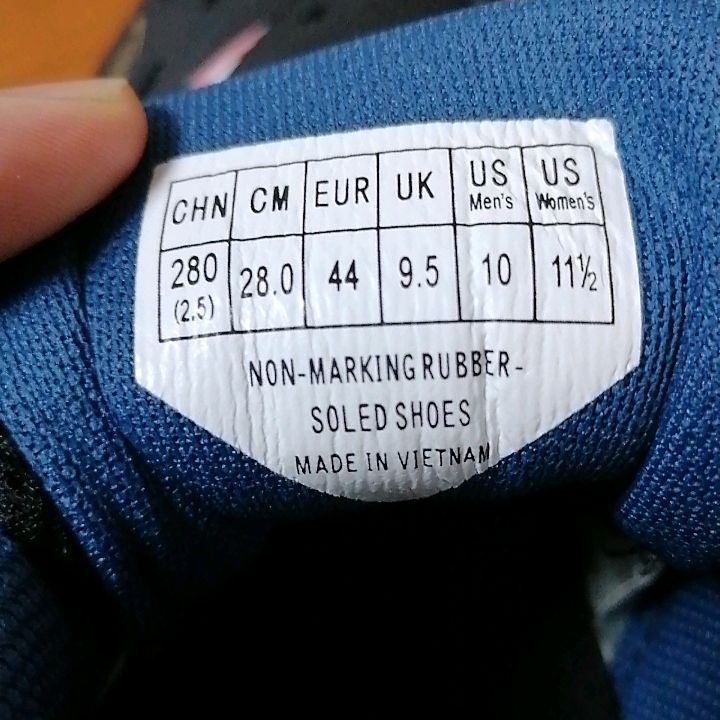 CHN CM EUR UK US Men's US Women's
280 (2.5) 28.0 44 9.5 10 11½
NON-MARKING RUBBER-
SOLED SHOES
MADE IN VIETNAM